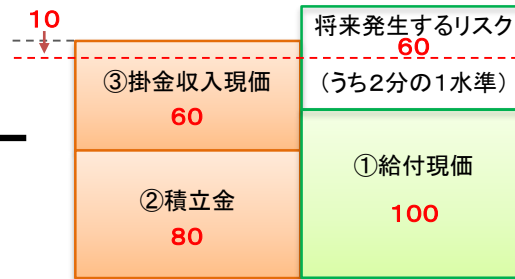 10
将来発生するリスク
60
(うち2分の1水準)
③掛金収入現価
60
①給付現価
100
②積立金
80